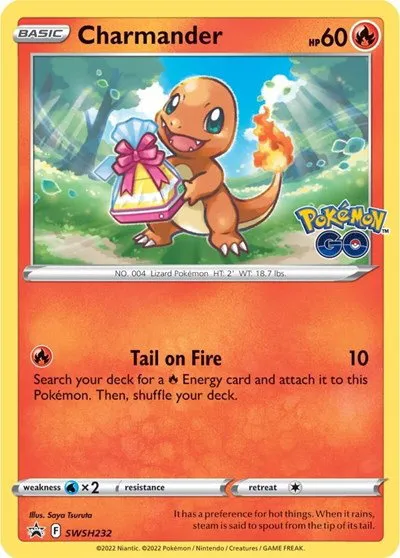 BASIC Charmander HP60
Pokémon
GO™
NO. 004 Lizard Pokémon HT: 2' WT: 18.7 lbs.
Tail on Fire 10
Search your deck for a Energy card and attach it to this
Pokémon. Then, shuffle your deck.
weakness ×2 resistance retreat
Illus. Saya Tsuruta
F SWSH232
It has a preference for hot things. When it rains,
steam is said to spout from the tip of its tail.
©2022 Niantic. ©2022 Pokémon / Nintendo / Creatures / GAME FREAK.